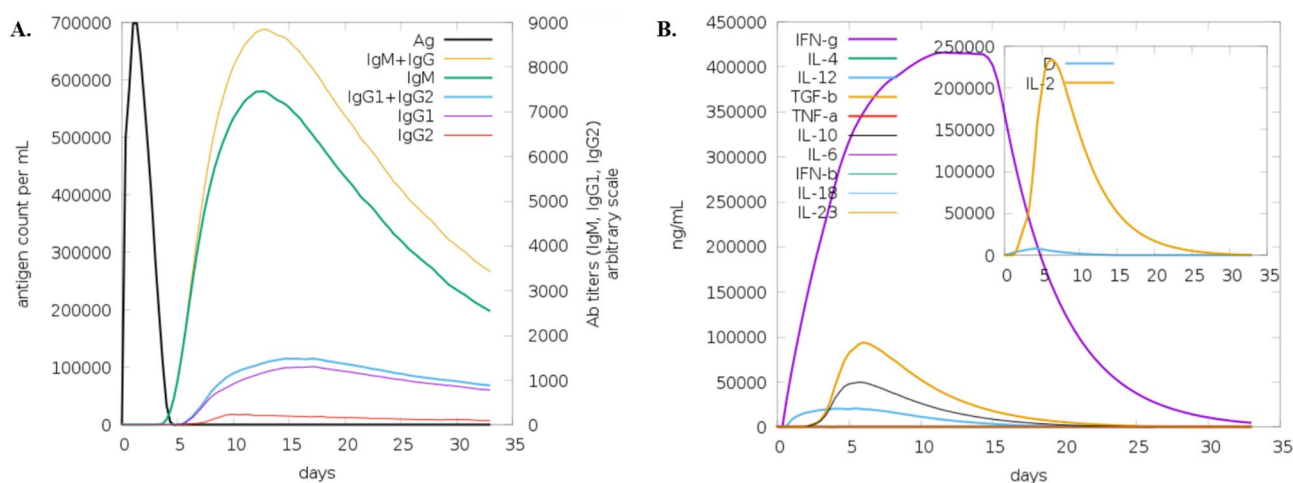 A.
700000
600000
500000
400000
300000
200000
100000
0
antigen count per mL
Ag
IgM+IgG
IgM
IgG1+IgG2
IgG1
IgG2
9000
8000
7000
6000
5000
4000
3000
2000
1000
0
Ab titers (IgM, IgG1, IgG2)
arbitrary scale
0 5 10 15 20 25 30 35
days
B.
450000
400000
350000
300000
250000
200000
150000
100000
50000
0
ng/mL
IFN-g
IL-4
IL-12
TGF-b
TNF-a
IL-10
IL-6
IFN-b
IL-18
IL-23
250000
200000
150000
100000
50000
0
D
IL-2
0 5 10 15 20 25 30 35
0 5 10 15 20 25 30 35
days